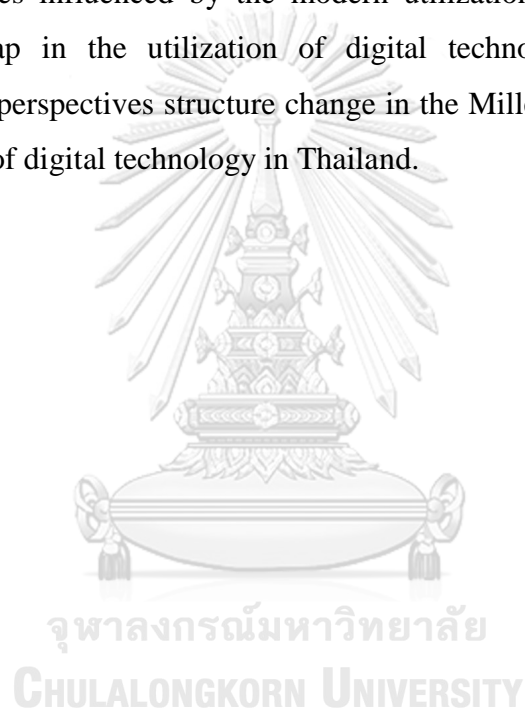 es influenced by the modern utilization
ap in the utilization of digital techno
perspectives structure change in the Mille
of digital technology in Thailand.
จุฬาลงกรณ์มหาวิทยาลัย
CHULALONGKORN UNIVERSITY